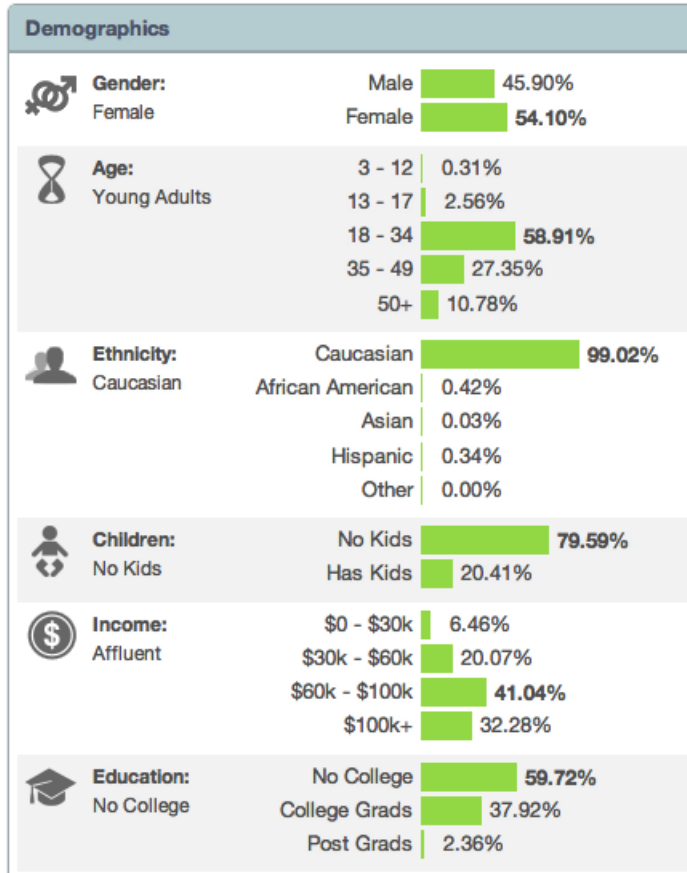 Demographics
Gender:
Female
Male 45.90%
Female 54.10%
Age:
Young Adults
3 - 12 0.31%
13 - 17 2.56%
18 - 34 58.91%
35 - 49 27.35%
50+ 10.78%
Ethnicity:
Caucasian
Caucasian 99.02%
African American 0.42%
Asian 0.03%
Hispanic 0.34%
Other 0.00%
Children:
No Kids
No Kids 79.59%
Has Kids 20.41%
Income:
Affluent
$0 - $30k 6.46%
$30k - $60k 20.07%
$60k - $100k 41.04%
$100k+ 32.28%
Education:
No College
No College 59.72%
College Grads 37.92%
Post Grads 2.36%